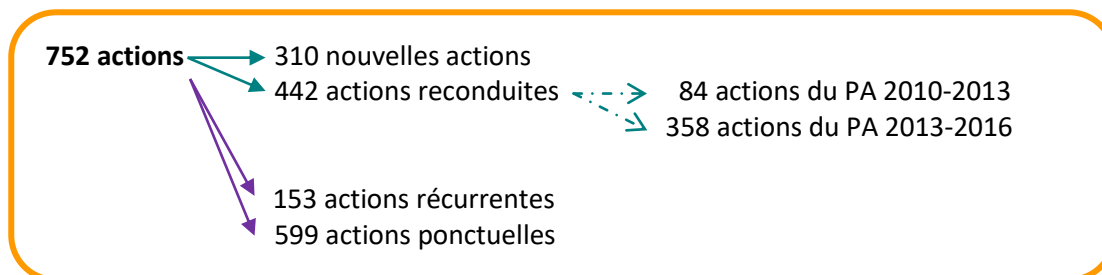 752 actions 310 nouvelles actions
442 actions reconduites 84 actions du PA 2010-2013
358 actions du PA 2013-2016
153 actions récurrentes
599 actions ponctuelles